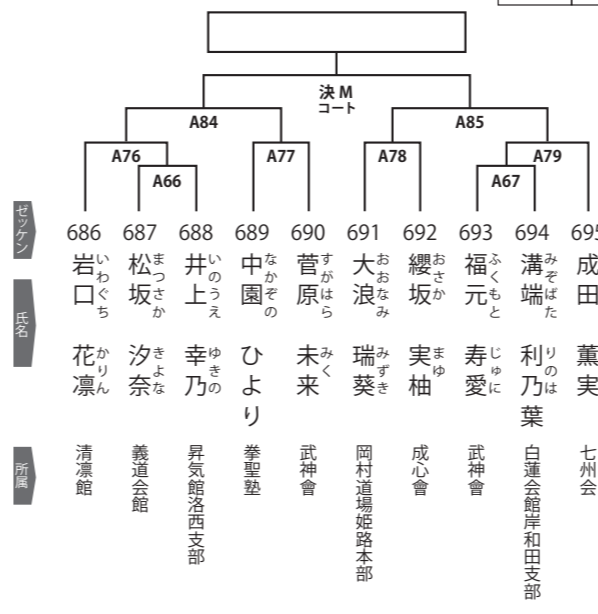 決 M
コート
A84
A85
A76
A77
A78
A79
A66
A67
ゼッケン
686
687
688
689
690
691
692
693
694
695
氏名
岩口 花凛
いわぐち かりん
松坂 汐奈
まつさか きよな
井上 幸乃
いのうえ ゆきの
中園 ひより
なかぞの
菅原 未来
すがはら みく
大浪 瑞葵
おおなみ みずき
纓坂 実柚
おさか まゆ
福元 寿愛
ふくもと じゅに
溝端 利乃葉
みぞばた りのは
成田 薫実
所属
清凛館
義道会館
昇気館洛西支部
拳聖塾
武神會
岡村道場姫路本部
成心會
武神會
白蓮会館岸和田支部
七州会